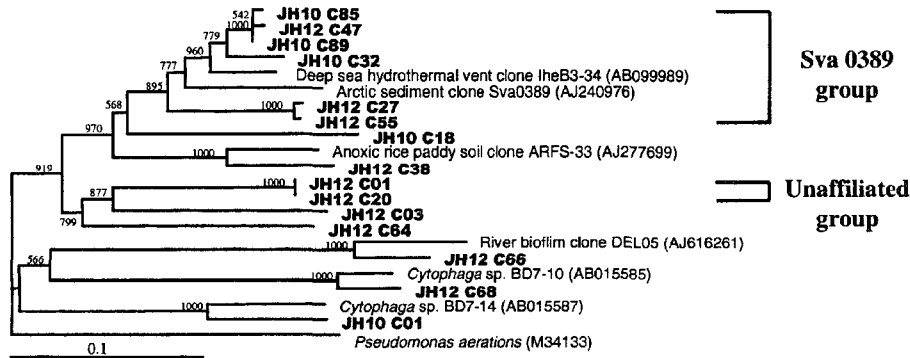 542
JH10 C85
1000
JH12 C47
779
JH10 C89
960
JH10 C32
777
Deep sea hydrothermal vent clone IheB3-34 (AB099989)
895
Arctic sediment clone Sva0389 (AJ240976)
568
1000
JH12 C27
JH12 C55
970
JH10 C18
Anoxic rice paddy soil clone ARFS-33 (AJ277699)
1000
JH12 C38
919
1000
JH12 C01
877
JH12 C20
JH12 C03
799
JH12 C64
River biofilm clone DEL05 (AJ616261)
1000
JH12 C66
566
Cytophaga sp. BD7-10 (AB015585)
1000
JH12 C68
Cytophaga sp. BD7-14 (AB015587)
1000
JH10 C01
Pseudomonas aerations (M34133)
0.1
Sva 0389
group
Unaffiliated
group